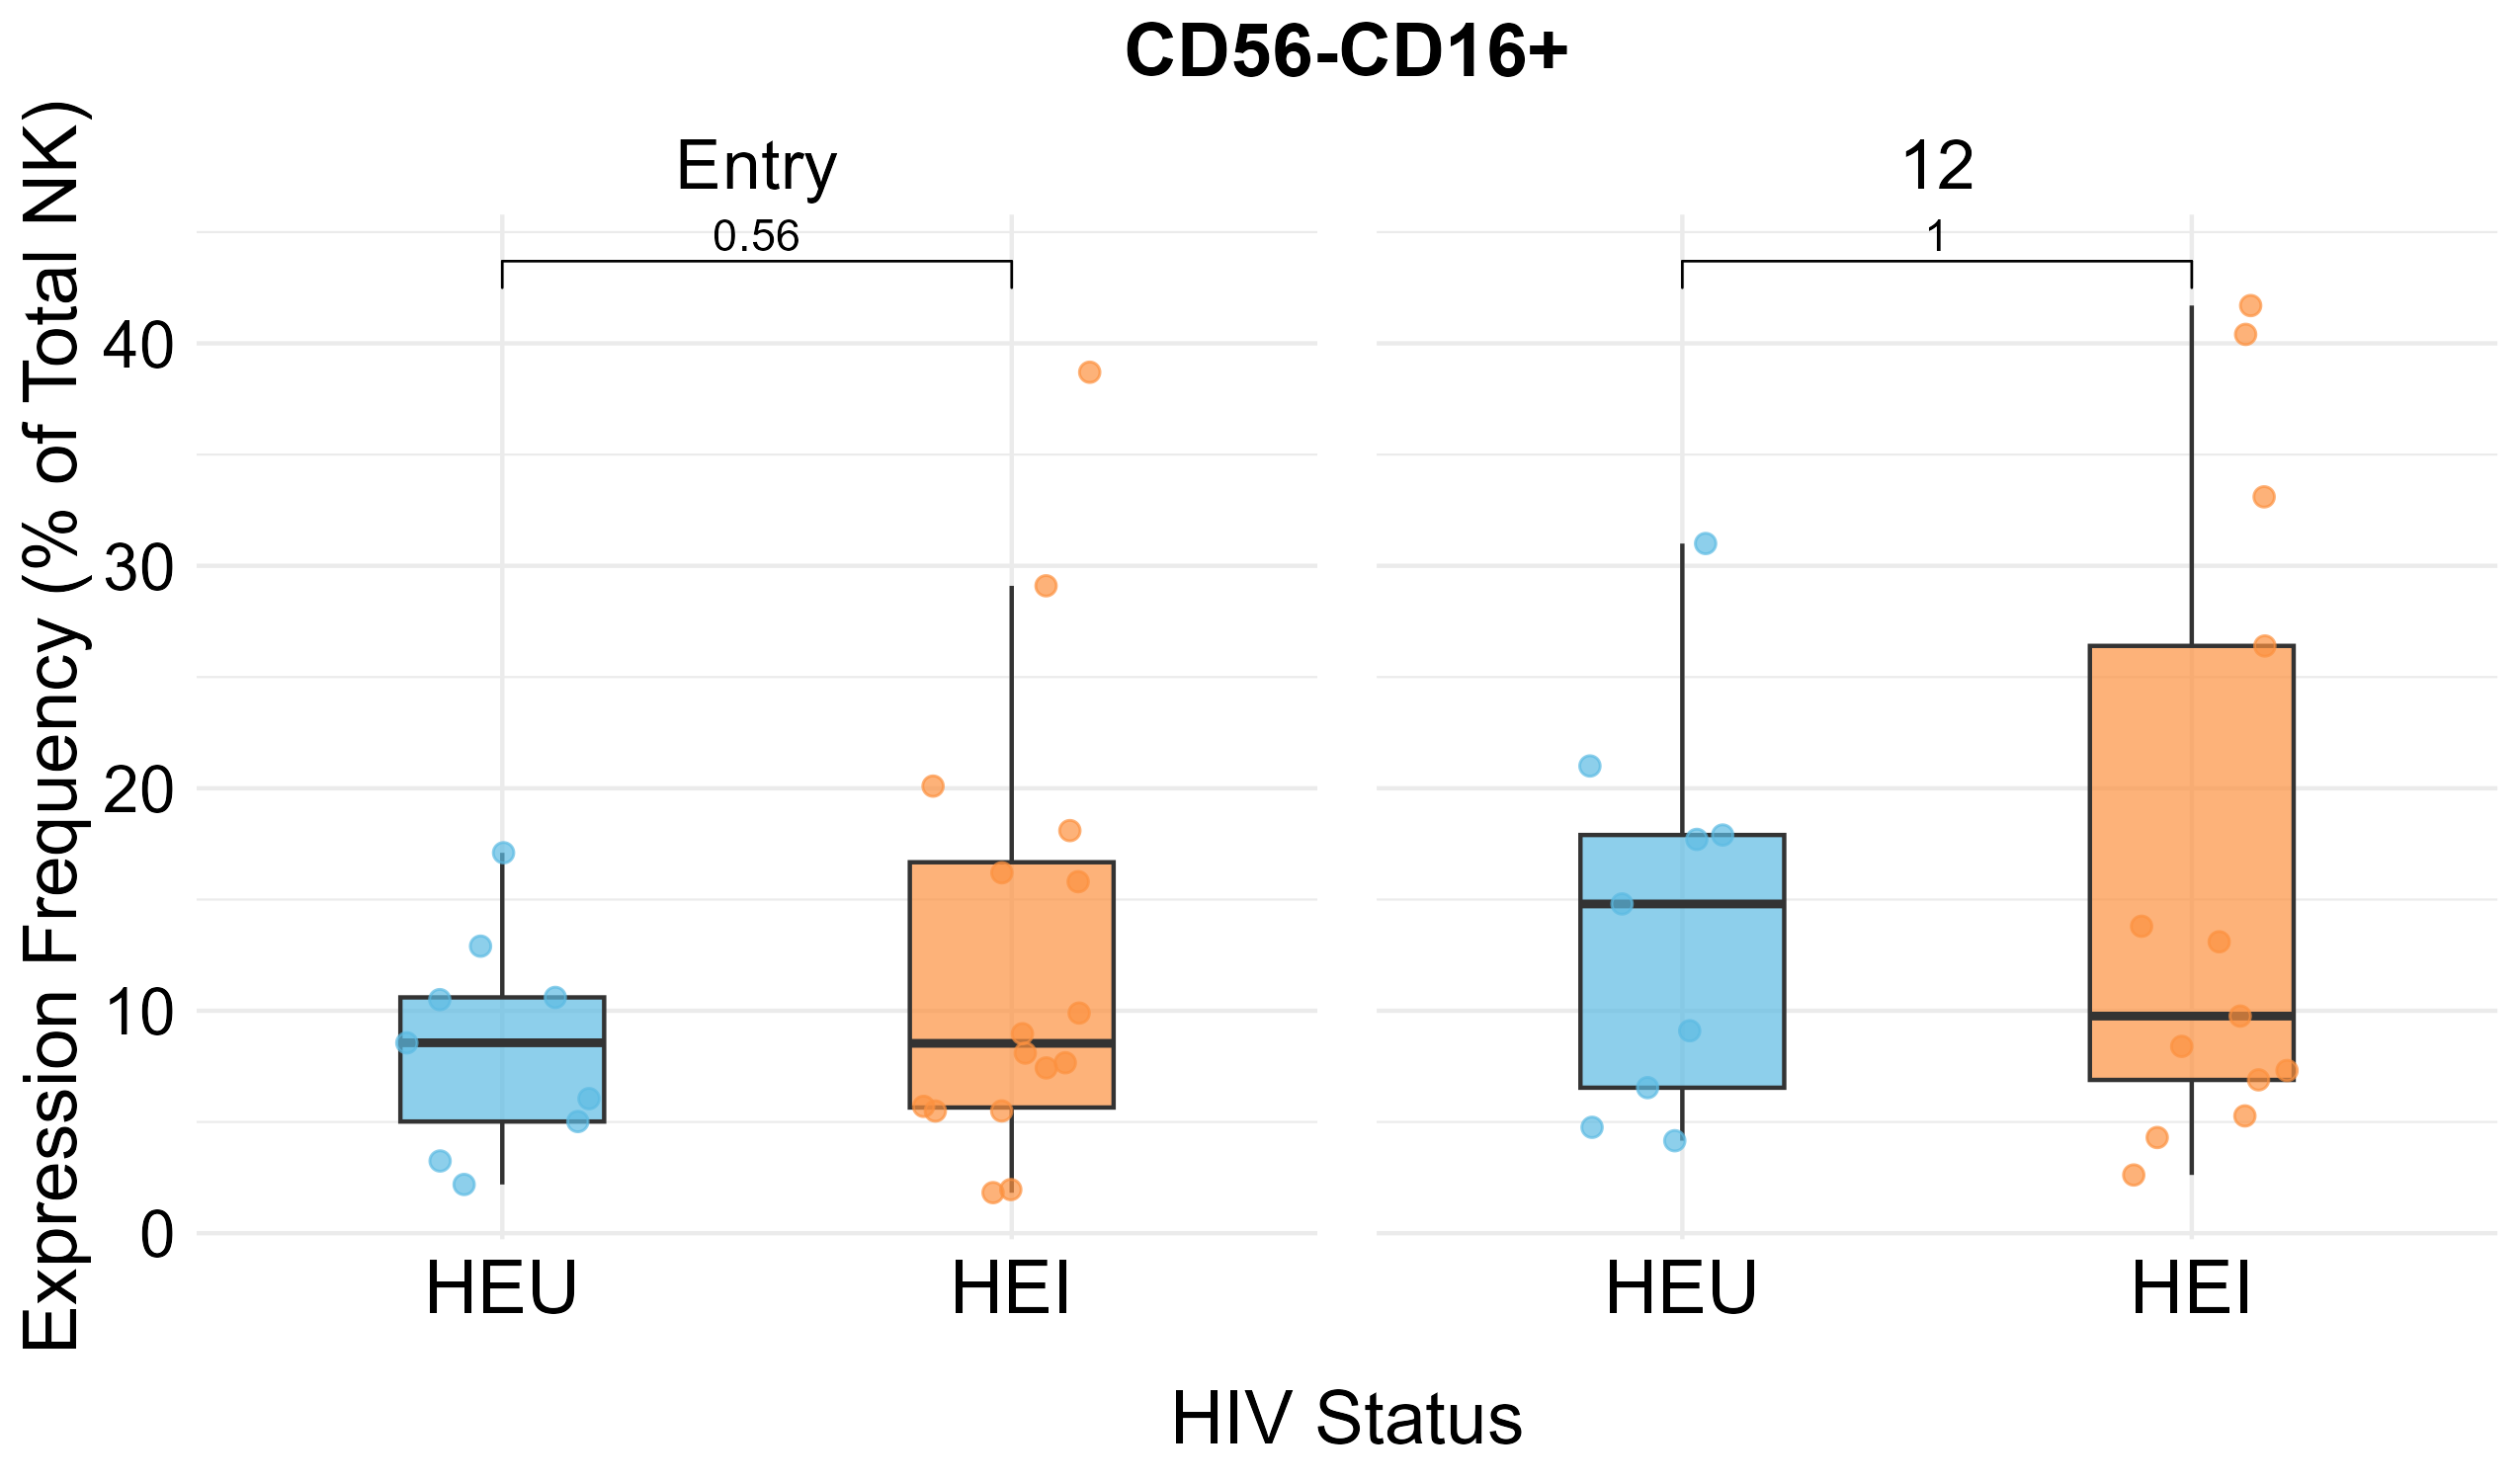 CD56-CD16+
Entry
12
0.56
1
Expression Frequency (% of Total NK)
40
30
20
10
0
HEU
HEI
HEU
HEI
HIV Status